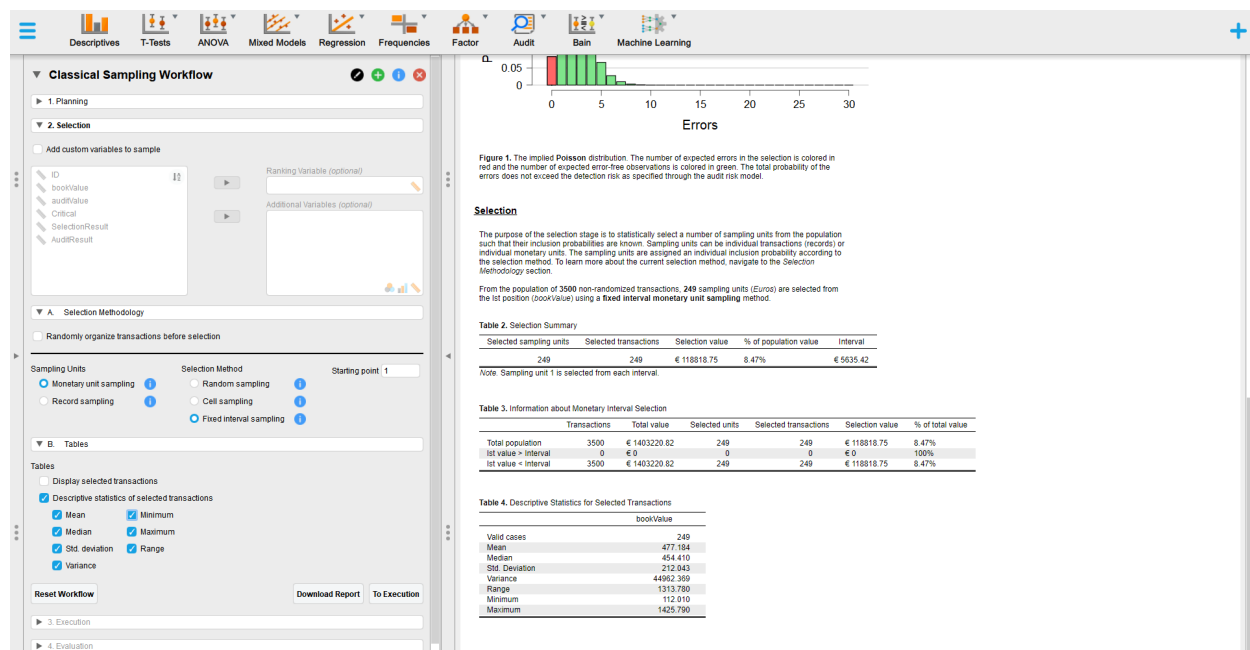 Descriptives T-Tests ANOVA Mixed Models Regression Frequencies Factor Audit Bain Machine Learning
Classical Sampling Workflow
1. Planning
2. Selection
Add custom variables to sample
ID
bookValue
auditValue
Critical
SelectionResult
AuditResult
Ranking Variable (optional)
Additional Variables (optional)
A. Selection Methodology
Randomly organize transactions before selection
Sampling Units Selection Method Starting point 1
Monetary unit sampling Random sampling
Record sampling Cell sampling
Fixed interval sampling
B. Tables
Tables
Display selected transactions
Descriptive statistics of selected transactions
Mean Minimum
Median Maximum
Std. deviation Range
Variance
Reset Workflow Download Report To Execution
3. Execution
4. Evaluation
0.05
0
0 5 10 15 20 25 30
Errors
Figure 1. The implied Poisson distribution. The number of expected errors in the selection is colored in
red and the number of expected error-free observations is colored in green. The total probability of the
errors does not exceed the detection risk as specified through the audit risk model.
Selection
The purpose of the selection stage is to statistically select a number of sampling units from the population
such that their inclusion probabilities are known. Sampling units can be individual transactions (records) or
individual monetary units. The sampling units are assigned an individual inclusion probability according to
the selection method. To learn more about the current selection method, navigate to the Selection
Methodology section.
From the population of 3500 non-randomized transactions, 249 sampling units (Euros) are selected from
the Ist position (bookValue) using a fixed interval monetary unit sampling method.
Table 2. Selection Summary
Selected sampling units Selected transactions Selection value % of population value Interval
249 249 € 118818.75 8.47% € 5635.42
Note. Sampling unit 1 is selected from each interval.
Table 3. Information about Monetary Interval Selection
Transactions Total value Selected units Selected transactions Selection value % of total value
Total population 3500 € 1403220.82 249 249 € 118818.75 8.47%
Ist value > Interval 0 € 0 0 0 € 0 100%
Ist value < Interval 3500 € 1403220.82 249 249 € 118818.75 8.47%
Table 4. Descriptive Statistics for Selected Transactions
bookValue
Valid cases 249
Mean 477.184
Median 454.410
Std. Deviation 212.043
Variance 44962.369
Range 1313.780
Minimum 112.010
Maximum 1425.790